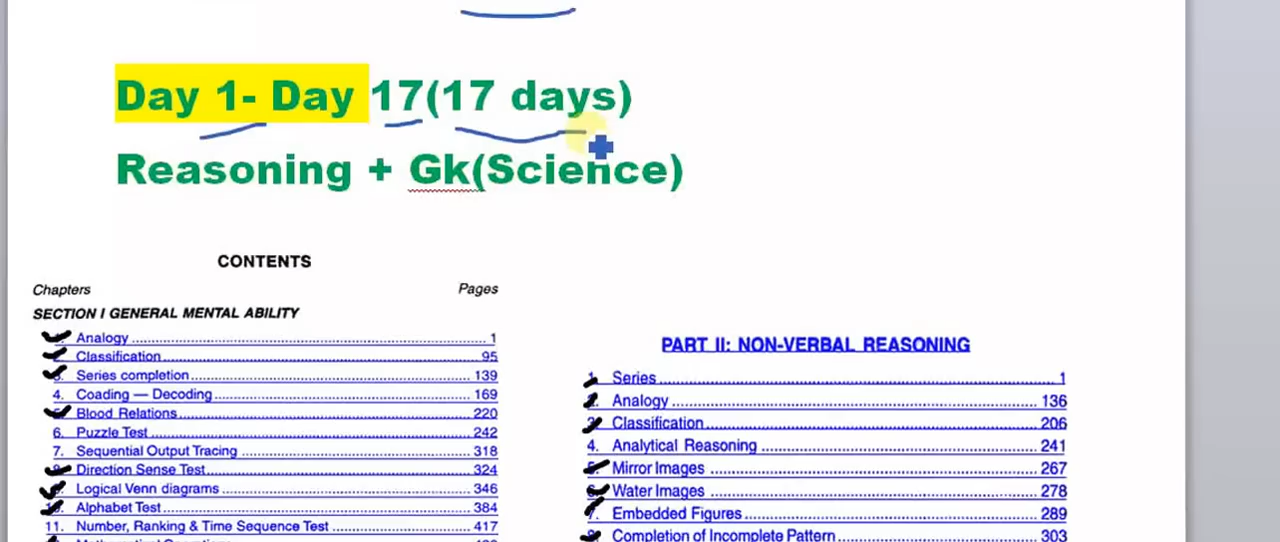 Day 1- Day 17(17 days)
Reasoning + Gk(Science)
CONTENTS
Chapters Pages
SECTION I GENERAL MENTAL ABILITY
Analogy 1
Classification 95
Series completion 139
4. Coading — Decoding 169
Blood Relations 220
6. Puzzle Test 242
7. Sequential Output Tracing 318
Direction Sense Test 324
Logical Venn diagrams 346
Alphabet Test 384
11. Number, Ranking & Time Sequence Test 417
PART II: NON-VERBAL REASONING
1. Series 1
Analogy 136
3. Classification 206
4. Analytical Reasoning 241
Mirror Images 267
Water Images 278
7. Embedded Figures 289
Completion of Incomplete Pattern 303